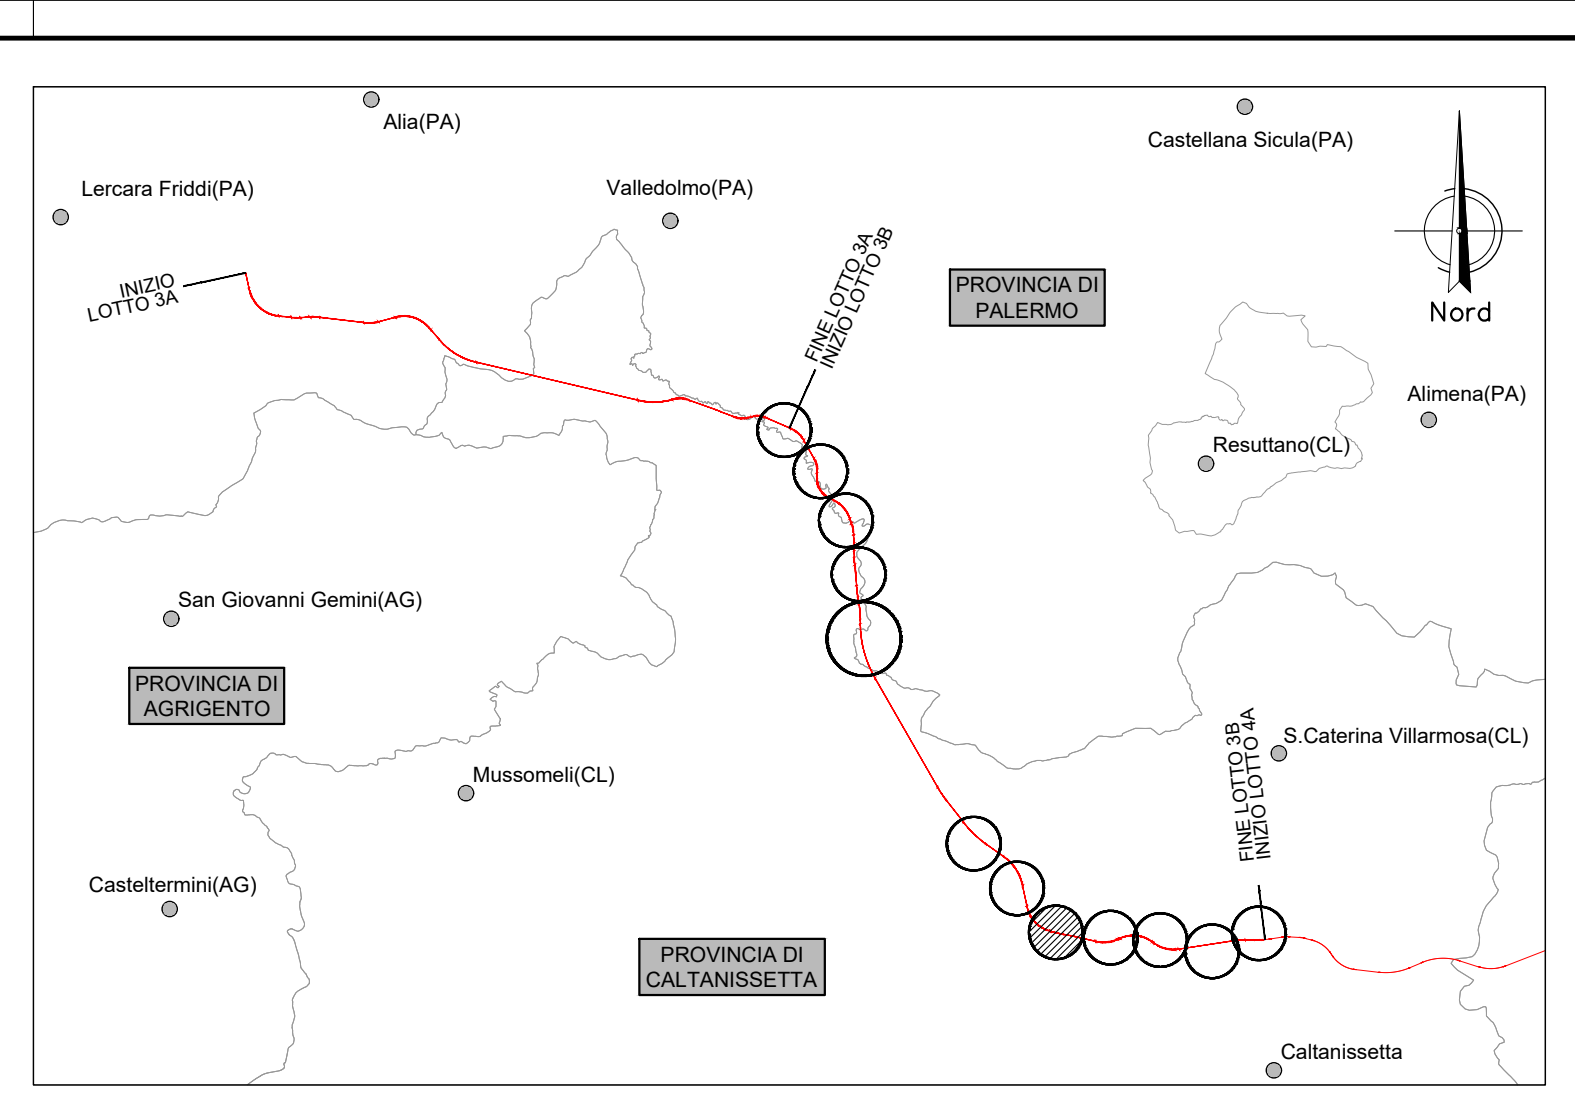 Alia(PA)
Castellana Sicula(PA)
Lercara Friddi(PA)
Valledolmo(PA)
INIZIO
LOTTO 3A
FINE LOTTO 3A
INIZIO LOTTO 3B
PROVINCIA DI
PALERMO
Nord
Alimena(PA)
Resuttano(CL)
San Giovanni Gemini(AG)
PROVINCIA DI
AGRIGENTO
Mussomeli(CL)
S.Caterina Villarmosa(CL)
FINE LOTTO 3B
INIZIO LOTTO 4A
Casteltermini(AG)
PROVINCIA DI
CALTANISSETTA
Caltanissetta